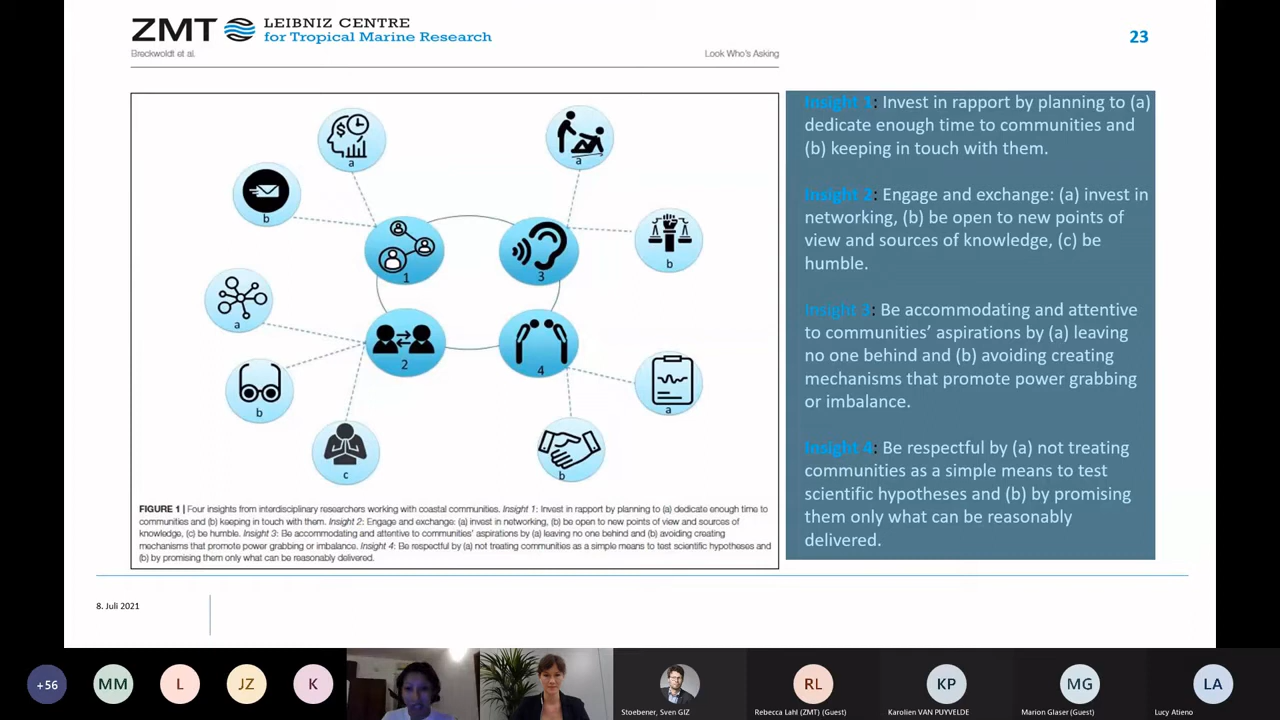 ZMT LEIBNIZ CENTRE
for Tropical Marine Research
23
Breckwoldt et al.
Look Who's Asking
a
b
1
a
b
3
a
b
c
2
a
b
4
FIGURE 1 | Four insights from interdisciplinary researchers working with coastal communities. Insight 1: Invest in rapport by planning to (a) dedicate enough time to
communities and (b) keeping in touch with them. Insight 2: Engage and exchange: (a) invest in networking, (b) be open to new points of view and sources of
knowledge, (c) be humble. Insight 3: Be accommodating and attentive to communities' aspirations by (a) leaving no one behind and (b) avoiding creating
mechanisms that promote power grabbing or imbalance. Insight 4: Be respectful by (a) not treating communities as a simple means to test scientific hypotheses and
(b) by promising them only what can be reasonably delivered.
Insight 1: Invest in rapport by planning to (a)
dedicate enough time to communities and
(b) keeping in touch with them.
Insight 2: Engage and exchange: (a) invest in
networking, (b) be open to new points of
view and sources of knowledge, (c) be
humble.
Insight 3: Be accommodating and attentive
to communities' aspirations by (a) leaving
no one behind and (b) avoiding creating
mechanisms that promote power grabbing
or imbalance.
Insight 4: Be respectful by (a) not treating
communities as a simple means to test
scientific hypotheses and (b) by promising
them only what can be reasonably
delivered.
8. Juli 2021
+56
MM
L
JZ
K
Stoebener, Sven GIZ
RL
Rebecca Lahl (ZMT) (Guest)
KP
Karolien VAN PUYVELDE
MG
Marion Glaser (Guest)
LA
Lucy Atieno